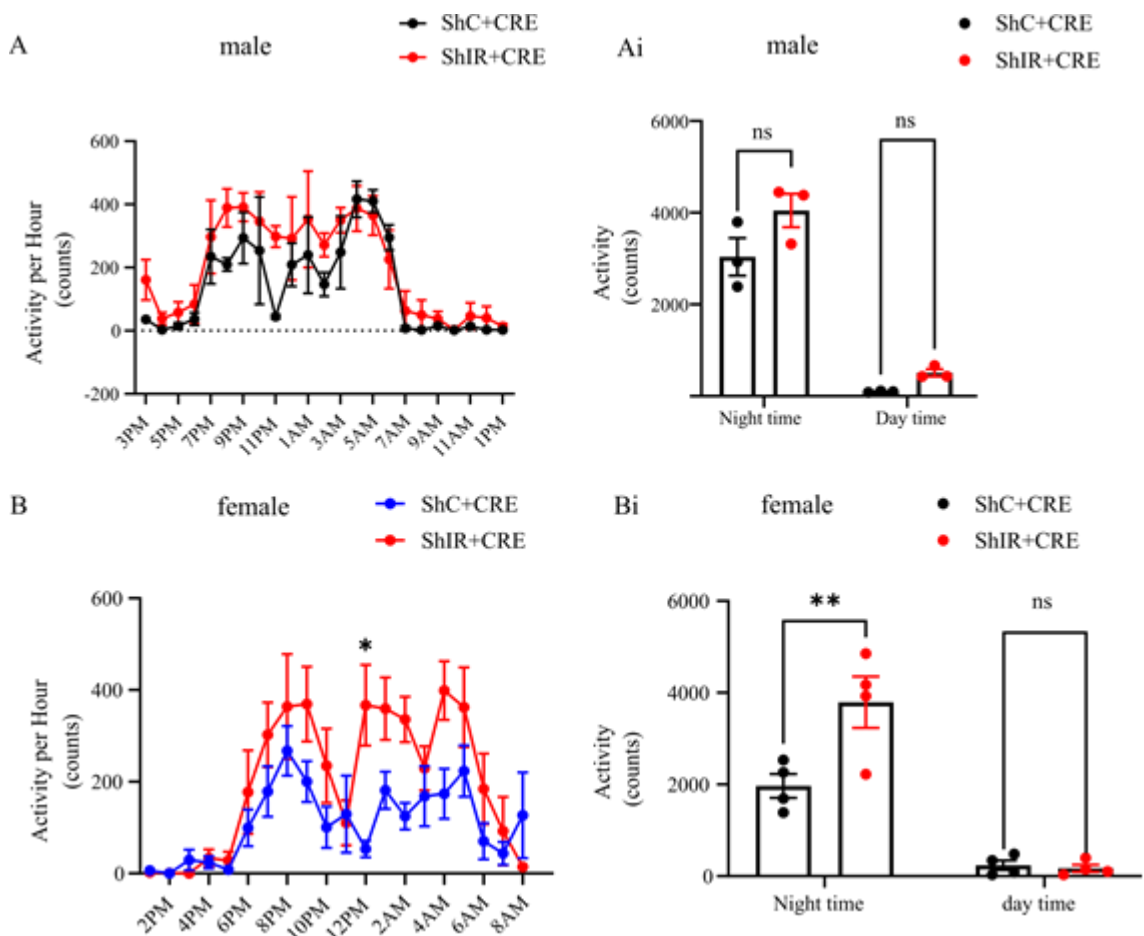 A
male
ShC+CRE
ShIR+CRE
Activity per Hour
(counts)
600
400
200
0
-200
3PM
5PM
7PM
9PM
11PM
1AM
3AM
5AM
7AM
9AM
11AM
1PM
Ai
male
ShC+CRE
ShIR+CRE
Activity
(counts)
6000
4000
2000
ns
ns
Night time
Day time
B
female
ShC+CRE
ShIR+CRE
Activity per Hour
(counts)
600
400
200
0
*
2PM
4PM
6PM
8PM
10PM
12PM
2AM
4AM
6AM
8AM
Bi
female
ShC+CRE
ShIR+CRE
Activity
(counts)
6000
4000
2000
0
**
ns
Night time
day time